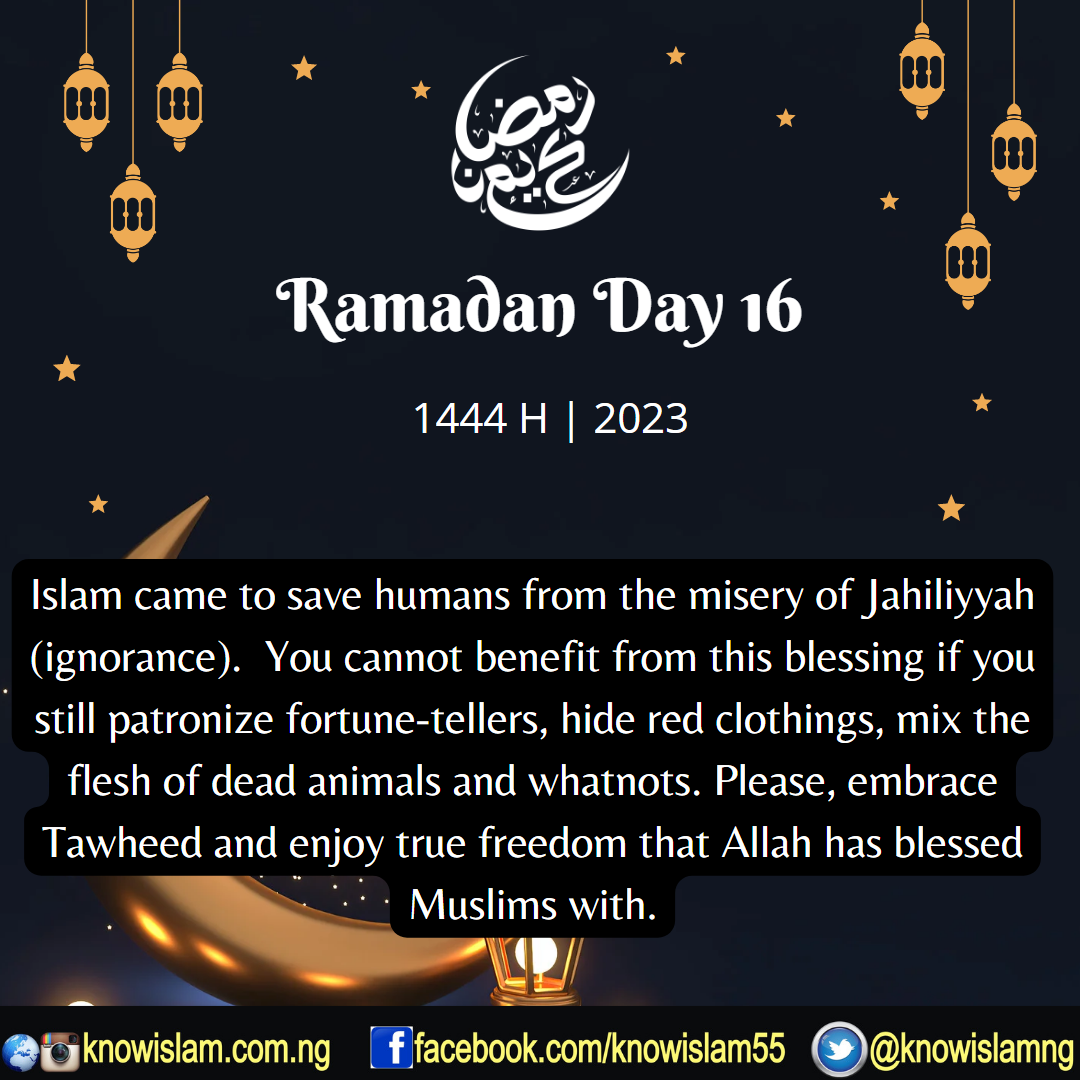 رمضان
كريم
Ramadan Day 16
1444 H | 2023
Islam came to save humans from the misery of Jahiliyyah
(ignorance).  You cannot benefit from this blessing if you
still patronize fortune-tellers, hide red clothings, mix the
flesh of dead animals and whatnots. Please, embrace
Tawheed and enjoy true freedom that Allah has blessed
Muslims with.
knowislam.com.ng
facebook.com/knowislam55
@knowislamng